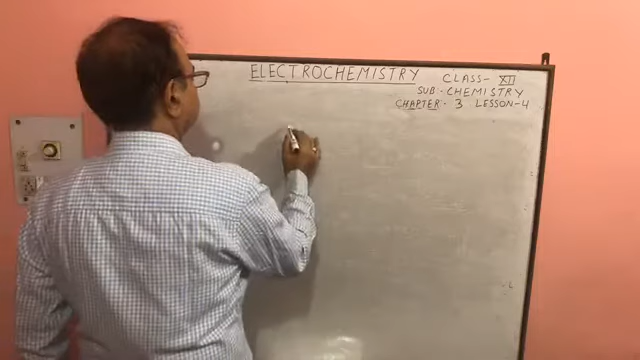 ELECTROCHEMISTRY
CLASS- XII
SUB- CHEMISTRY
CHAPTER- 3 LESSON-4